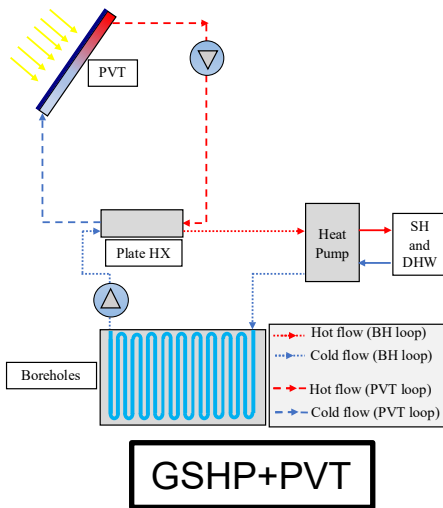 PVT
Plate HX
Heat
Pump
SH
and
DHW
Boreholes
Hot flow (BH loop)
Cold flow (BH loop)
Hot flow (PVT loop)
Cold flow (PVT loop)
GSHP+PVT